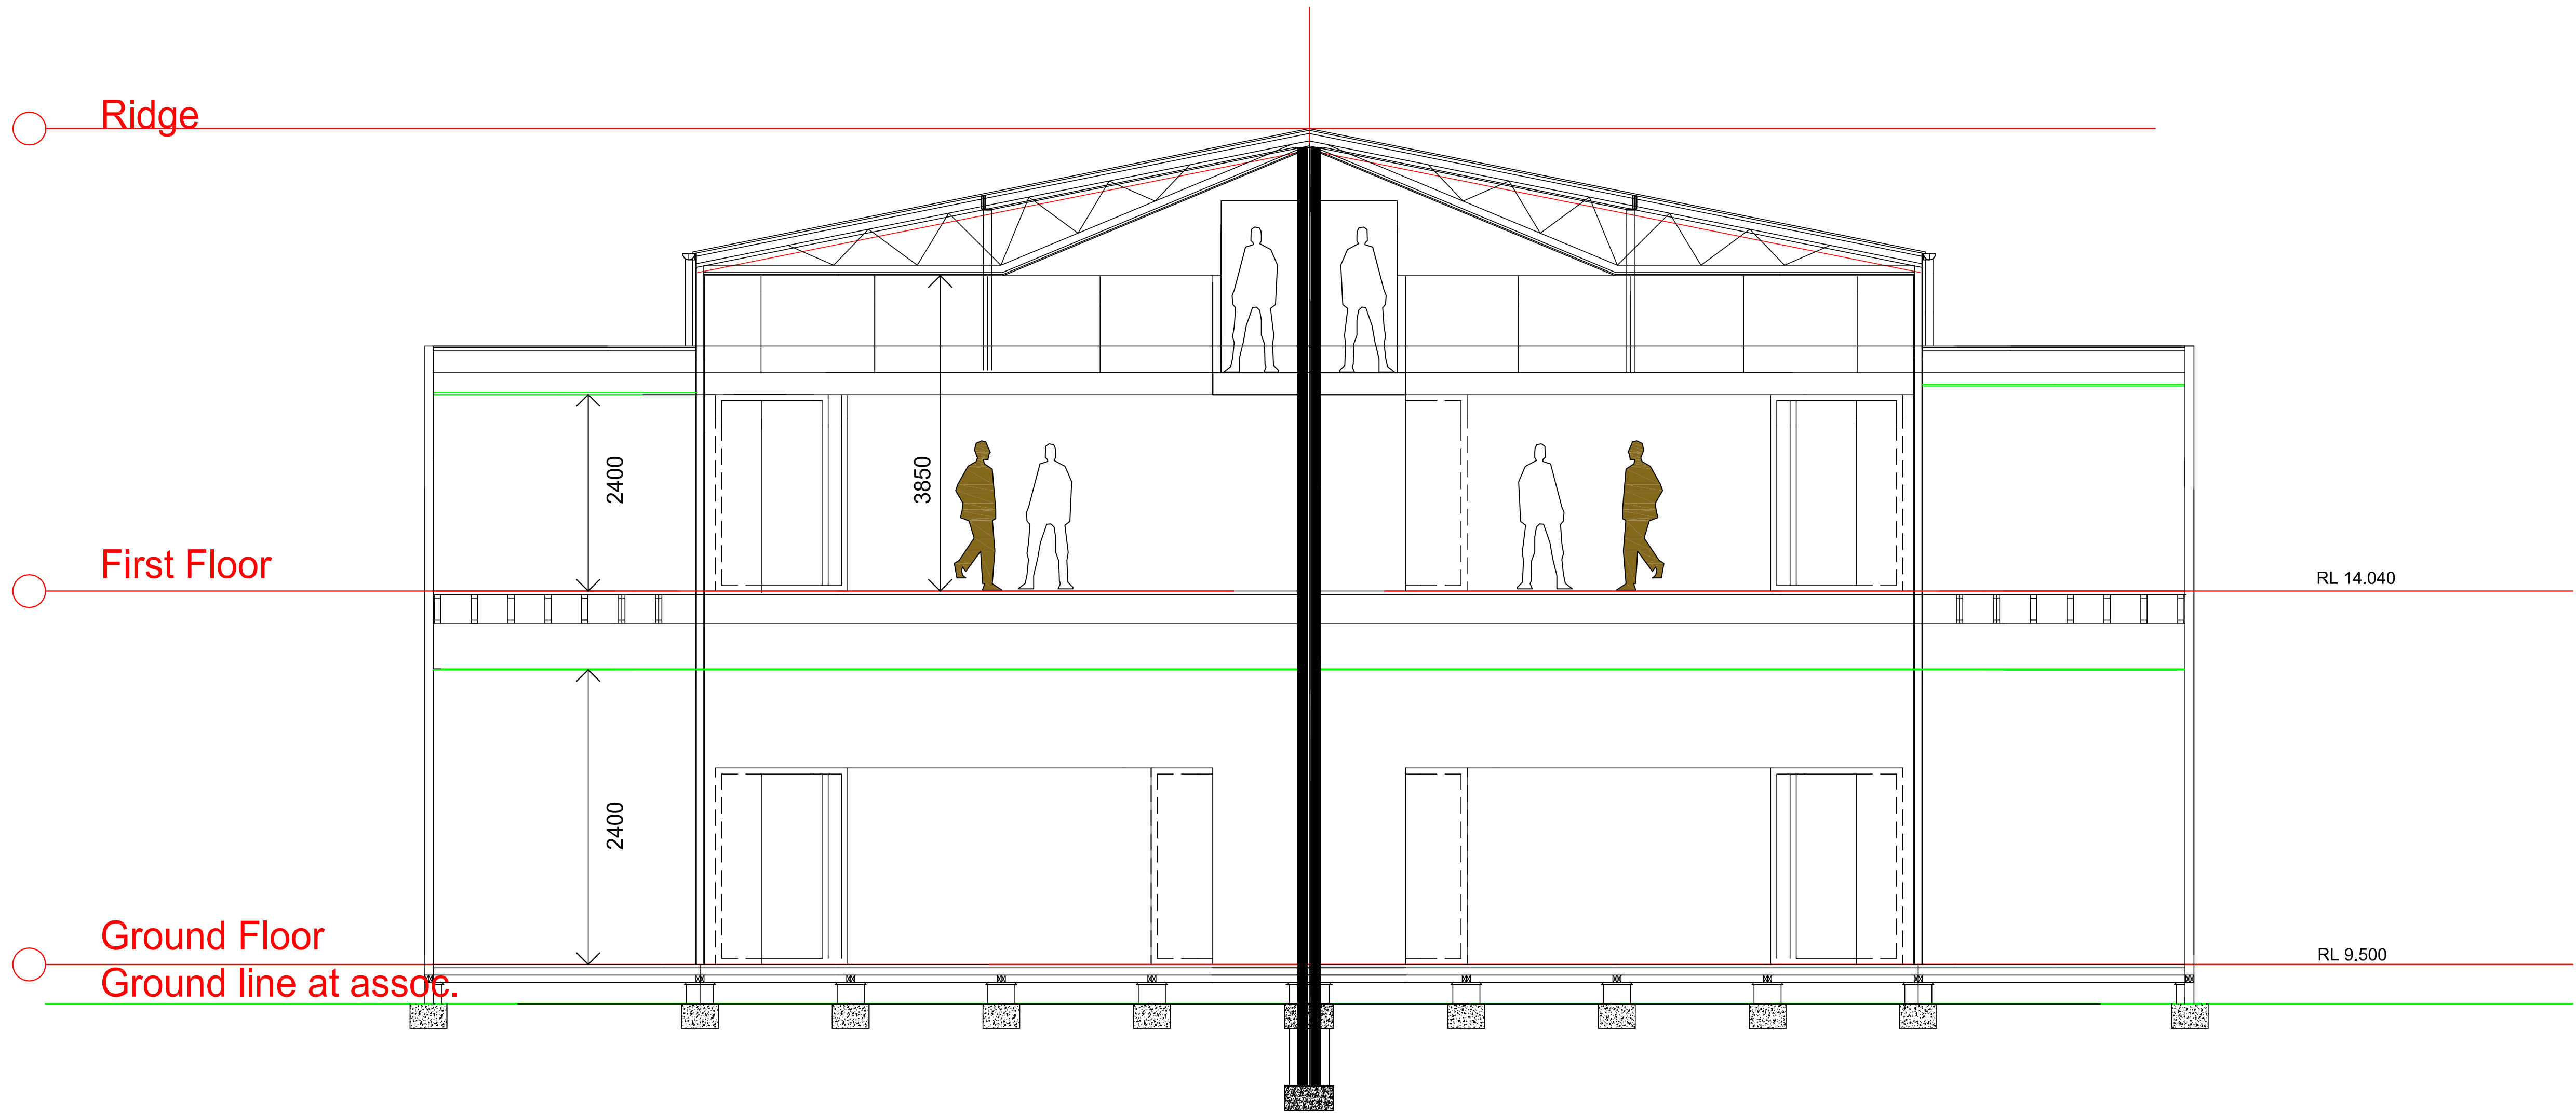 Ridge
2400
3850
First Floor
RL 14.040
2400
Ground Floor
RL 9.500
Ground line at assoc.